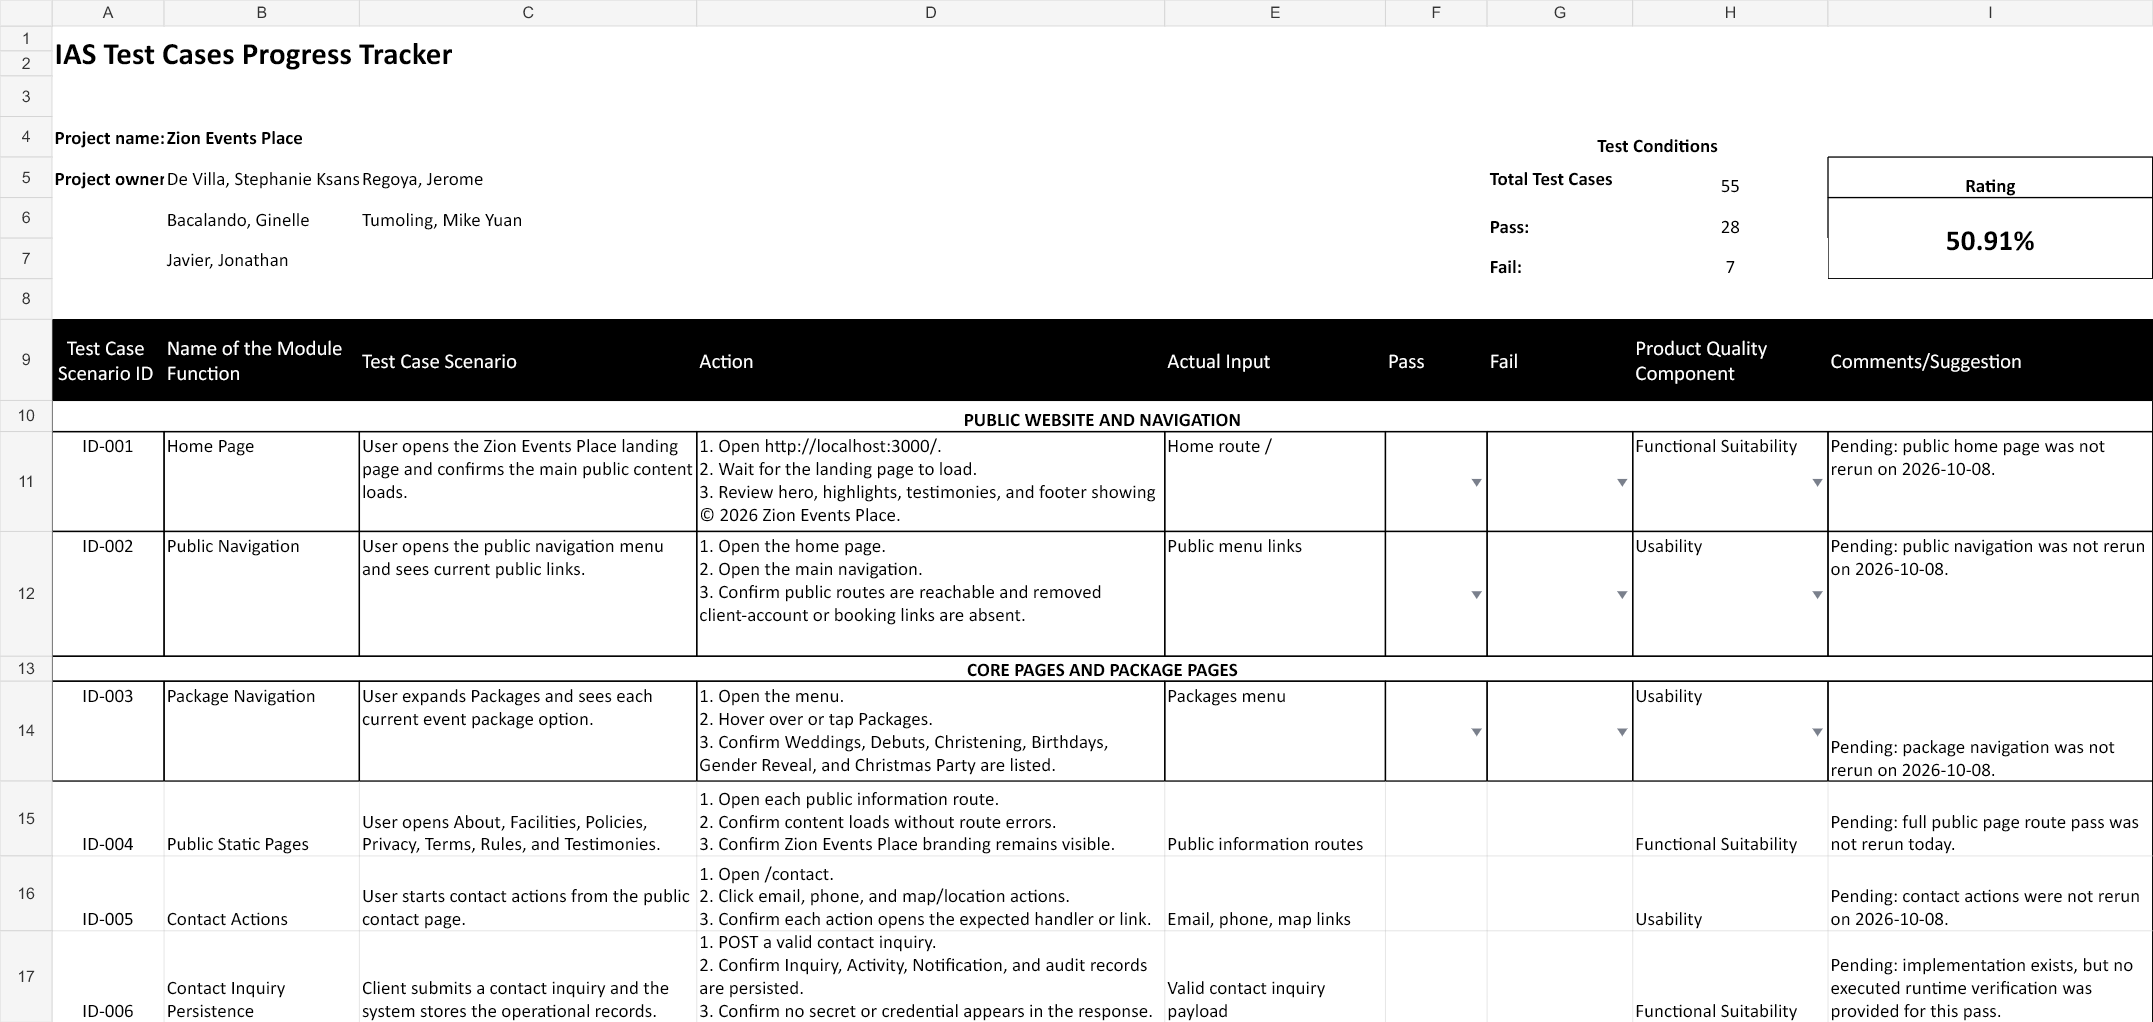 A B C D E F G H I
1
2 IAS Test Cases Progress Tracker
3
4 Project name: Zion Events Place
Test Conditions
5 Project owner De Villa, Stephanie Ksans Regoya, Jerome Total Test Cases 55 Rating
6 Bacalando, Ginelle Tumoling, Mike Yuan Pass: 28 50.91%
7 Javier, Jonathan Fail: 7
8
9 Test Case Scenario ID
Name of the Module Function
Test Case Scenario
Action
Actual Input
Pass
Fail
Product Quality Component
Comments/Suggestion
10 PUBLIC WEBSITE AND NAVIGATION
11
ID-001
Home Page
User opens the Zion Events Place landing
page and confirms the main public content
loads.
1. Open http://localhost:3000/.
2. Wait for the landing page to load.
3. Review hero, highlights, testimonies, and footer showing
© 2026 Zion Events Place.
Home route /
Functional Suitability
Pending: public home page was not
rerun on 2026-10-08.
12
ID-002
Public Navigation
User opens the public navigation menu
and sees current public links.
1. Open the home page.
2. Open the main navigation.
3. Confirm public routes are reachable and removed
client-account or booking links are absent.
Public menu links
Usability
Pending: public navigation was not rerun
on 2026-10-08.
13 CORE PAGES AND PACKAGE PAGES
14
ID-003
Package Navigation
User expands Packages and sees each
current event package option.
1. Open the menu.
2. Hover over or tap Packages.
3. Confirm Weddings, Debuts, Christening, Birthdays,
Gender Reveal, and Christmas Party are listed.
Packages menu
Usability
Pending: package navigation was not
rerun on 2026-10-08.
15
ID-004
Public Static Pages
User opens About, Facilities, Policies,
Privacy, Terms, Rules, and Testimonies.
1. Open each public information route.
2. Confirm content loads without route errors.
3. Confirm Zion Events Place branding remains visible.
Public information routes
Functional Suitability
Pending: full public page route pass was
not rerun today.
16
ID-005
Contact Actions
User starts contact actions from the public
contact page.
1. Open /contact.
2. Click email, phone, and map/location actions.
3. Confirm each action opens the expected handler or link.
Email, phone, map links
Usability
Pending: contact actions were not rerun
on 2026-10-08.
17
ID-006
Contact Inquiry
Persistence
Client submits a contact inquiry and the
system stores the operational records.
1. POST a valid contact inquiry.
2. Confirm Inquiry, Activity, Notification, and audit records
are persisted.
3. Confirm no secret or credential appears in the response.
Valid contact inquiry
payload
Functional Suitability
Pending: implementation exists, but no
executed runtime verification was
provided for this pass.